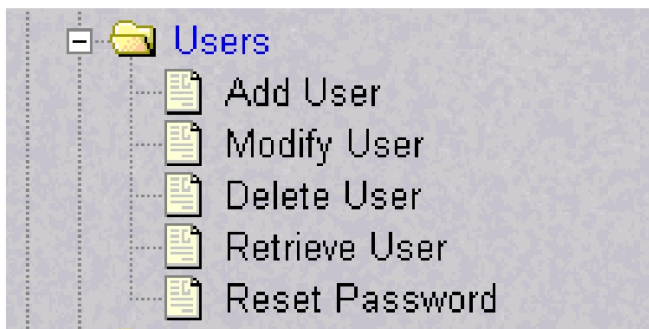 Users
Add User
Modify User
Delete User
Retrieve User
Reset Password